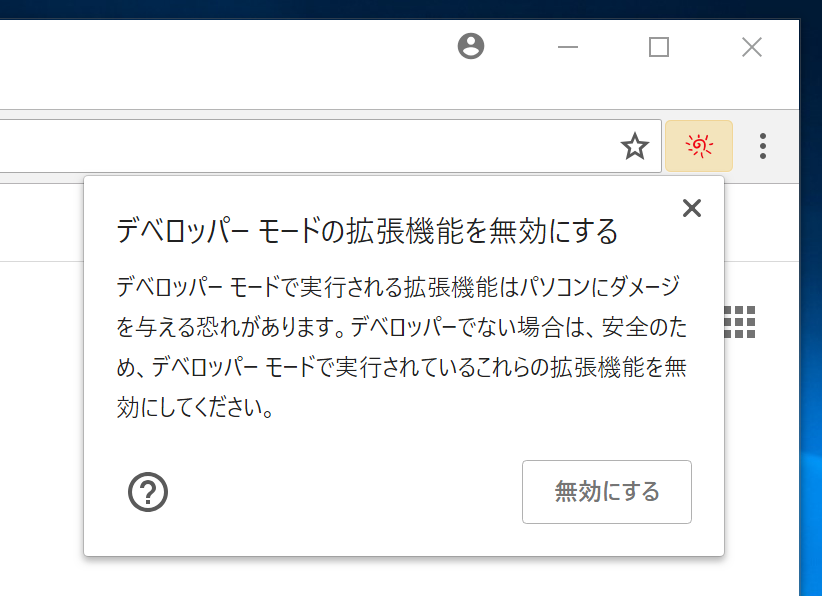 デベロッパー モードの拡張機能を無効にする
デベロッパー モードで実行される拡張機能はパソコンにダメージ
を与える恐れがあります。デベロッパーでない場合は、安全のた
め、デベロッパー モードで実行されているこれらの拡張機能を無
効にしてください。
無効にする